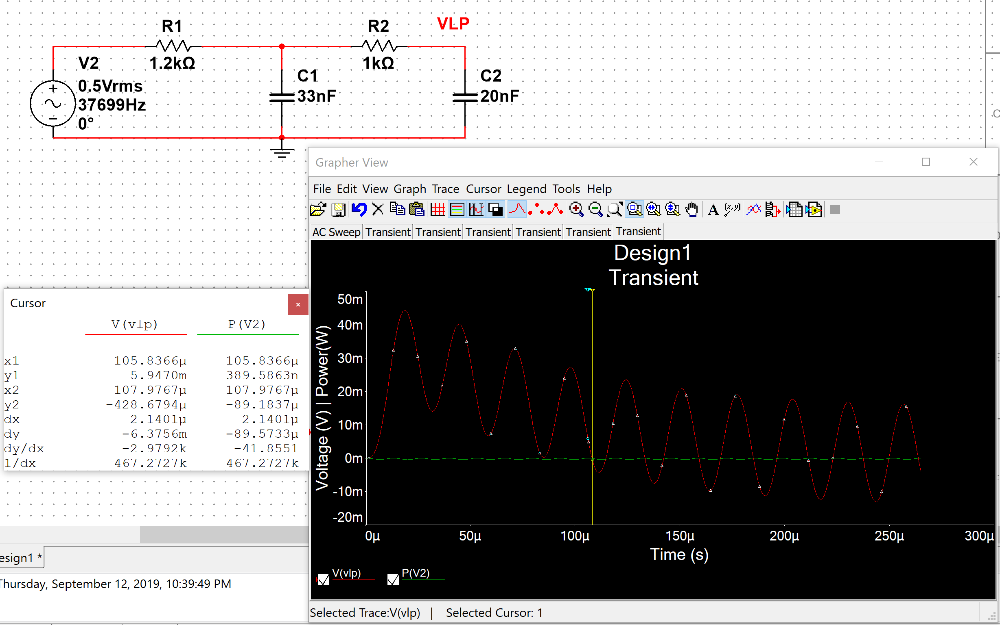 R1
R2
VLP
V2
1.2kΩ
1kΩ
0.5Vrms
37699Hz
0°
C1
33nF
C2
20nF
C
Grapher View
File Edit View Graph Trace Cursor Legend Tools Help
AC Sweep Transient Transient Transient Transient Transient Transient
Design1
Transient
50m
40m
30m
20m
10m
0m
-10m
-20m
Voltage (V) | Power(W)
0µ 50µ 100µ 150µ 200µ 250µ 300µ
Time (s)
V(vlp) P(V2)
Selected Trace:V(vlp) | Selected Cursor: 1
Cursor
V(vlp) P(V2)
x1 105.8366µ 105.8366µ
y1 5.9470m 389.5863n
x2 107.9767µ 107.9767µ
y2 -428.6794µ -89.1837µ
dx 2.1401µ 2.1401µ
dy -6.3756m -89.5733µ
dy/dx -2.9792k -41.8551
1/dx 467.2727k 467.2727k
esign1 *
Thursday, September 12, 2019, 10:39:49 PM